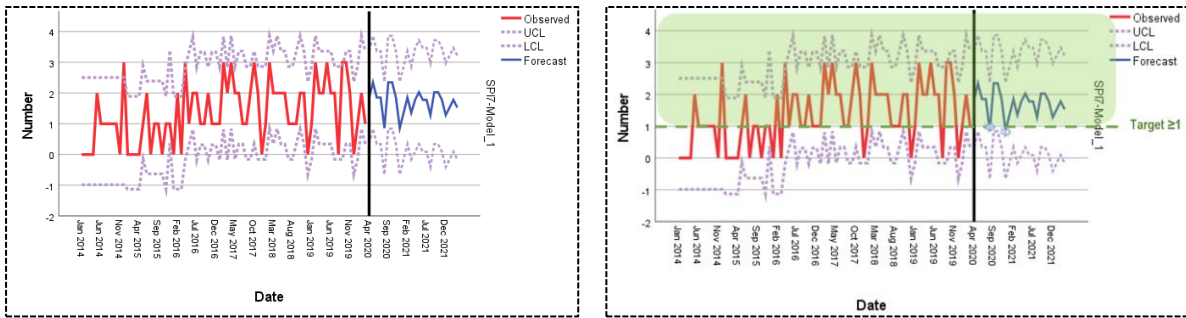 Observed
UCL
LCL
Forecast
4
3
2
1
0
-1
-2
Number
SPI7-Model_1
Jan 2014
Jun 2014
Nov 2014
Apr 2015
Sep 2015
Feb 2016
Jul 2016
Dec 2016
May 2017
Oct 2017
Mar 2018
Aug 2018
Jan 2019
Jun 2019
Nov 2019
Apr 2020
Sep 2020
Feb 2021
Jul 2021
Dec 2021
Date
Observed
UCL
LCL
Forecast
4
3
2
1
0
-1
-2
Number
SPI7-Model_1
Target ≥1
Jan 2014
Jun 2014
Nov 2014
Apr 2015
Sep 2015
Feb 2016
Jul 2016
Dec 2016
May 2017
Oct 2017
Mar 2018
Aug 2018
Jan 2019
Jun 2019
Nov 2019
Apr 2020
Sep 2020
Feb 2021
Jul 2021
Dec 2021
Date